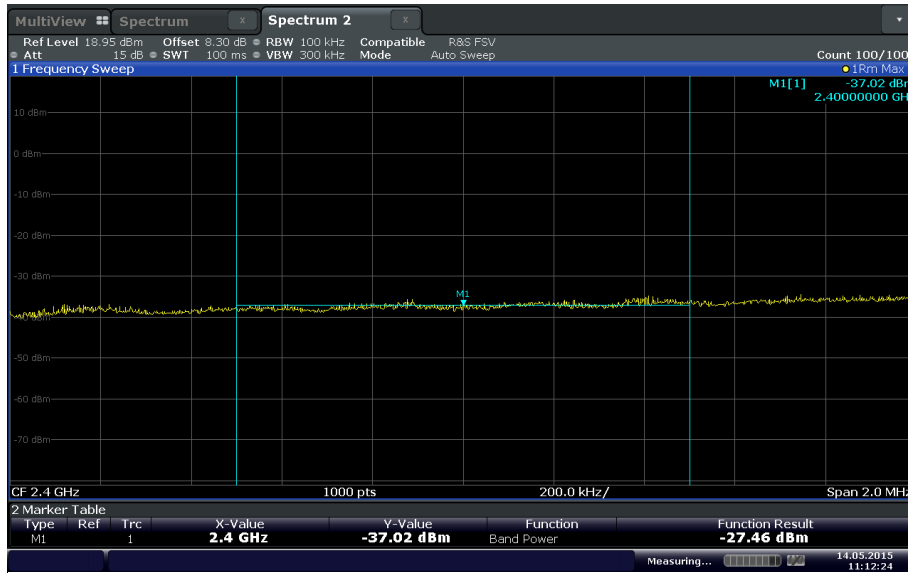 MultiView Spectrum x Spectrum 2 x
Ref Level 18.95 dBm Offset 8.30 dB RBW 100 kHz Compatible R&S FSV
Att 15 dB SWT 100 ms VBW 300 kHz Mode Auto Sweep Count 100/100
1 Frequency Sweep 1Rm Max
M1[1] -37.02 dBm
2.40000000 GH
10 dBm
0 dBm
-10 dBm
-20 dBm
-30 dBm
M1
-50 dBm
-60 dBm
-70 dBm
CF 2.4 GHz 1000 pts 200.0 kHz/ Span 2.0 MHz
2 Marker Table
Type Ref Trc X-Value Y-Value Function Function Result
M1 1 2.4 GHz -37.02 dBm Band Power -27.46 dBm
Measuring... 14.05.2015
11:12:24